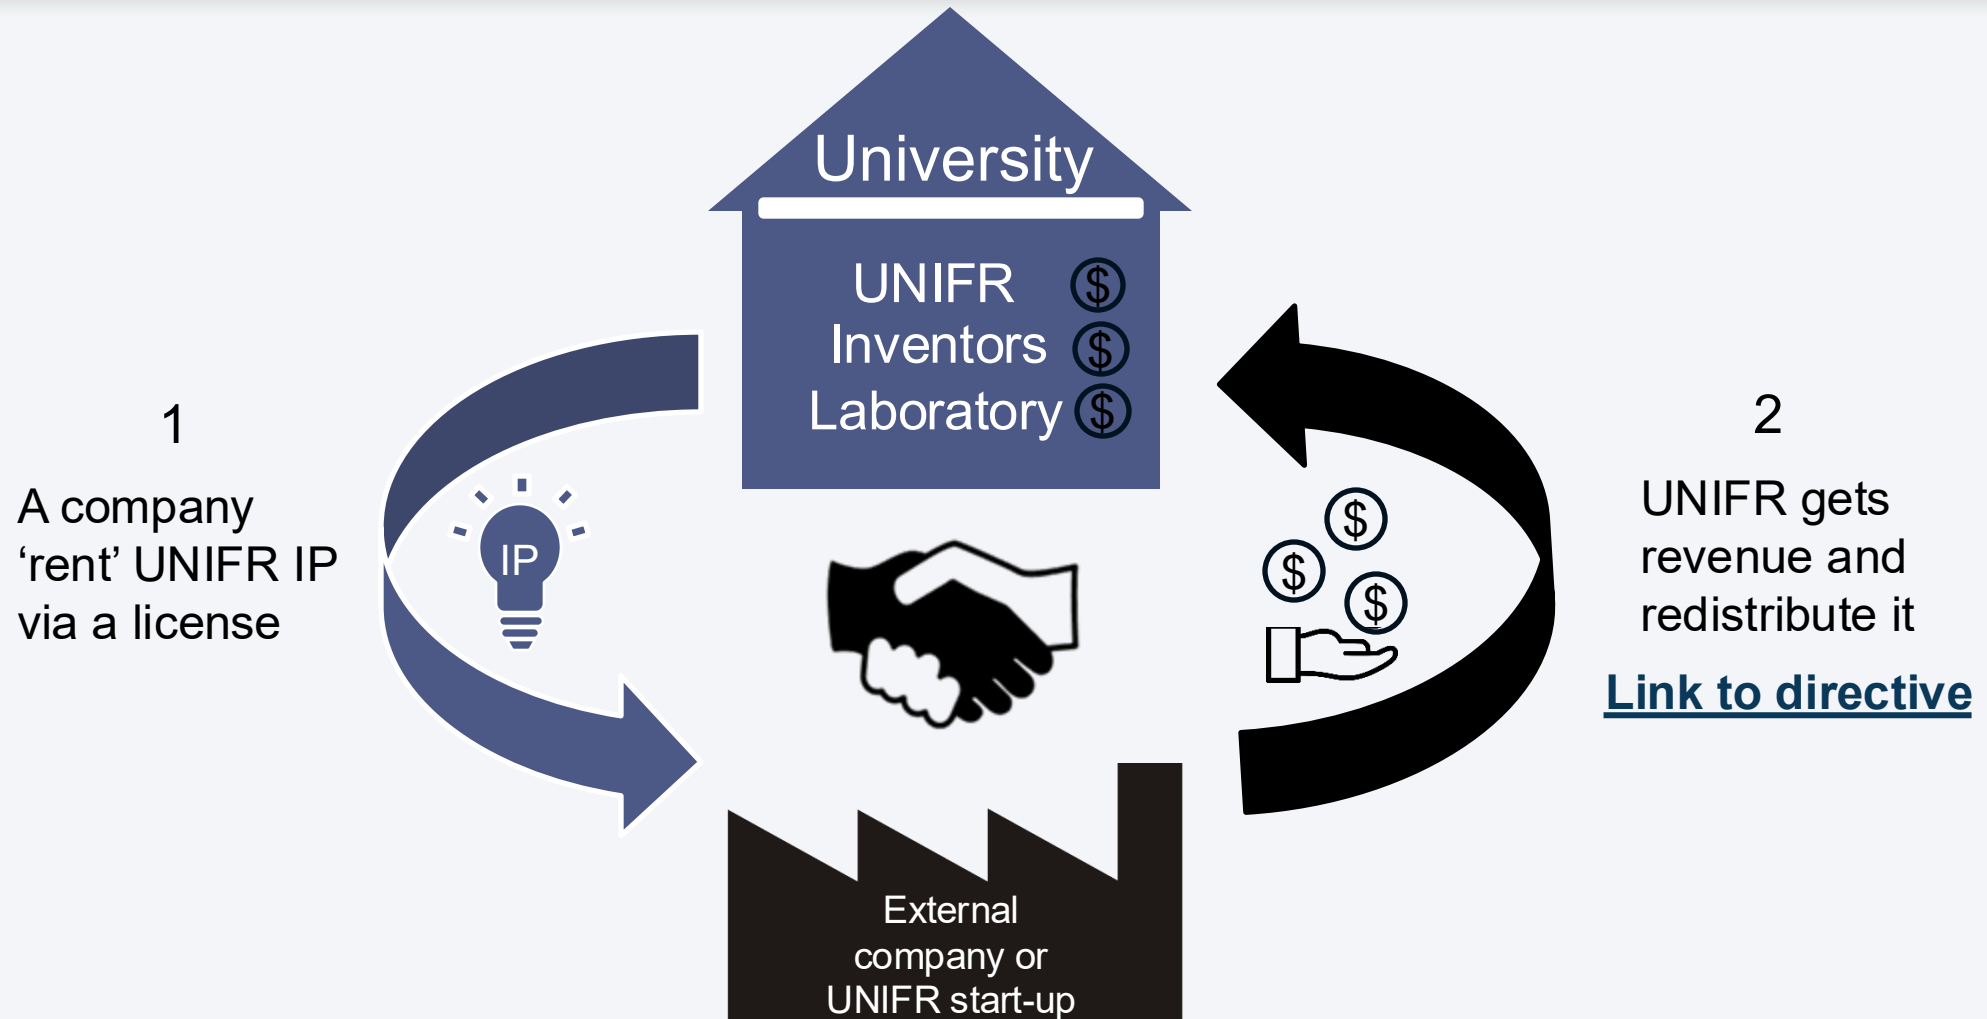 University
UNIFR $
Inventors $
Laboratory $
1
A company
‘rent’ UNIFR IP
via a license
IP
$
$
$
2
UNIFR gets
revenue and
redistribute it
Link to directive
External
company or
UNIFR start-up